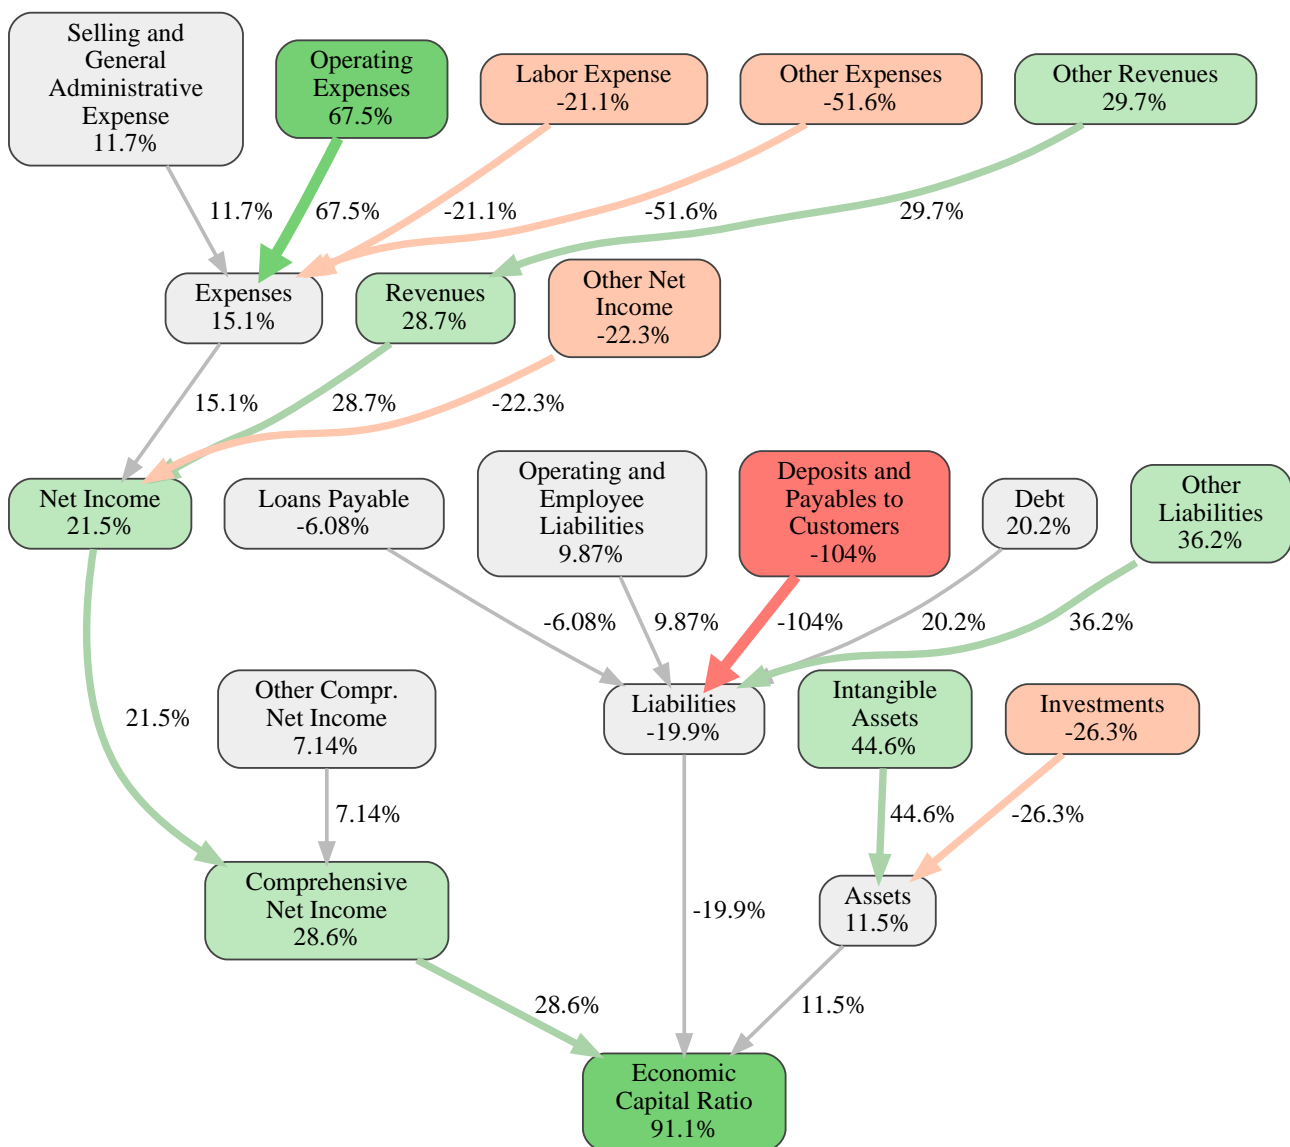 Selling and
General
Administrative
Expense
11.7%
Operating
Expenses
67.5%
Labor Expense
-21.1%
Other Expenses
-51.6%
Other Revenues
29.7%
11.7%
67.5%
-21.1%
-51.6%
29.7%
Expenses
15.1%
Revenues
28.7%
Other Net
Income
-22.3%
15.1%
28.7%
-22.3%
Net Income
21.5%
Loans Payable
-6.08%
Operating and
Employee
Liabilities
9.87%
Deposits and
Payables to
Customers
-104%
Debt
20.2%
Other
Liabilities
36.2%
-6.08%
9.87%
-104%
20.2%
36.2%
21.5%
Other Compr.
Net Income
7.14%
Liabilities
-19.9%
Intangible
Assets
44.6%
Investments
-26.3%
7.14%
44.6%
-26.3%
Comprehensive
Net Income
28.6%
-19.9%
Assets
11.5%
28.6%
11.5%
Economic
Capital Ratio
91.1%